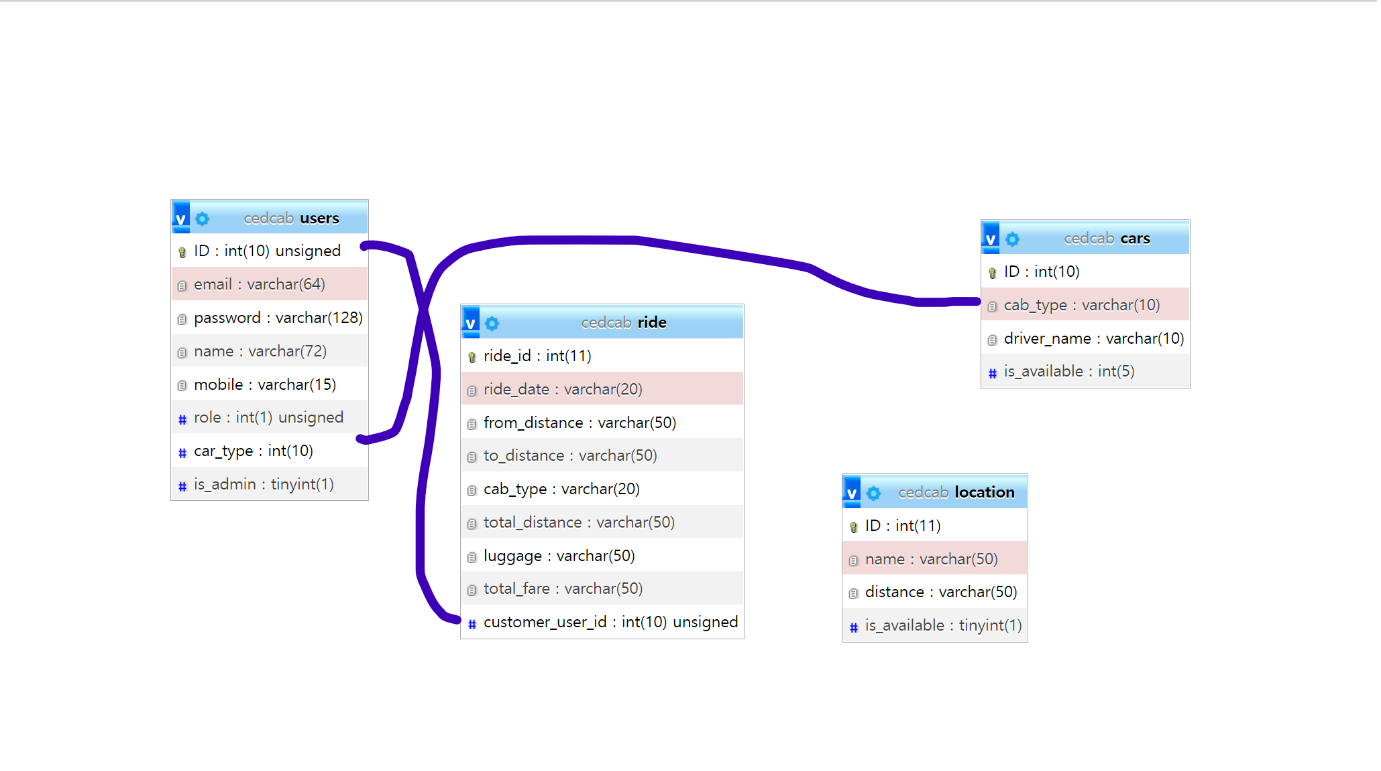 v cedcab users
ID : int(10) unsigned
email : varchar(64)
password : varchar(128)
name : varchar(72)
mobile : varchar(15)
role : int(1) unsigned
# car_type : int(10)
# is_admin : tinyint(1)
v cedcab ride
ride_id : int(11)
ride_date : varchar(20)
from_distance : varchar(50)
to_distance : varchar(50)
cab_type : varchar(20)
total_distance : varchar(50)
luggage : varchar(50)
total_fare : varchar(50)
# customer_user_id : int(10) unsigned
v cedcab cars
ID : int(10)
cab_type : varchar(10)
driver_name : varchar(10)
# is_available : int(5)
v cedcab location
ID : int(11)
name : varchar(50)
distance : varchar(50)
# is_available : tinyint(1)